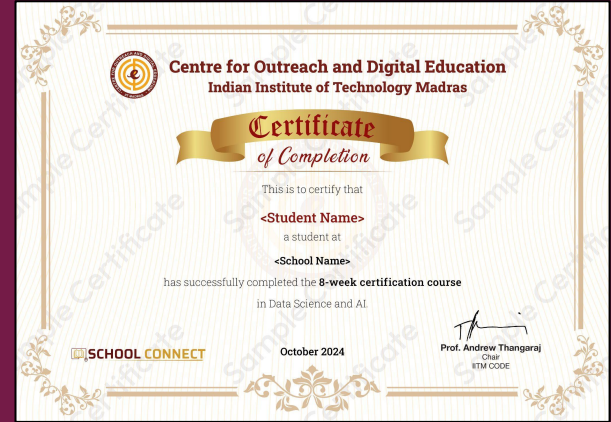 Centre for Outreach and Digital Education
Indian Institute of Technology Madras
Certificate
of Completion
This is to certify that
<Student Name>
a student at
<School Name>
has successfully completed the 8-week certification course
in Data Science and AI.
SCHOOL CONNECT
October 2024
Prof. Andrew Thangaraj
Chair
IITM CODE
Sample Certificate